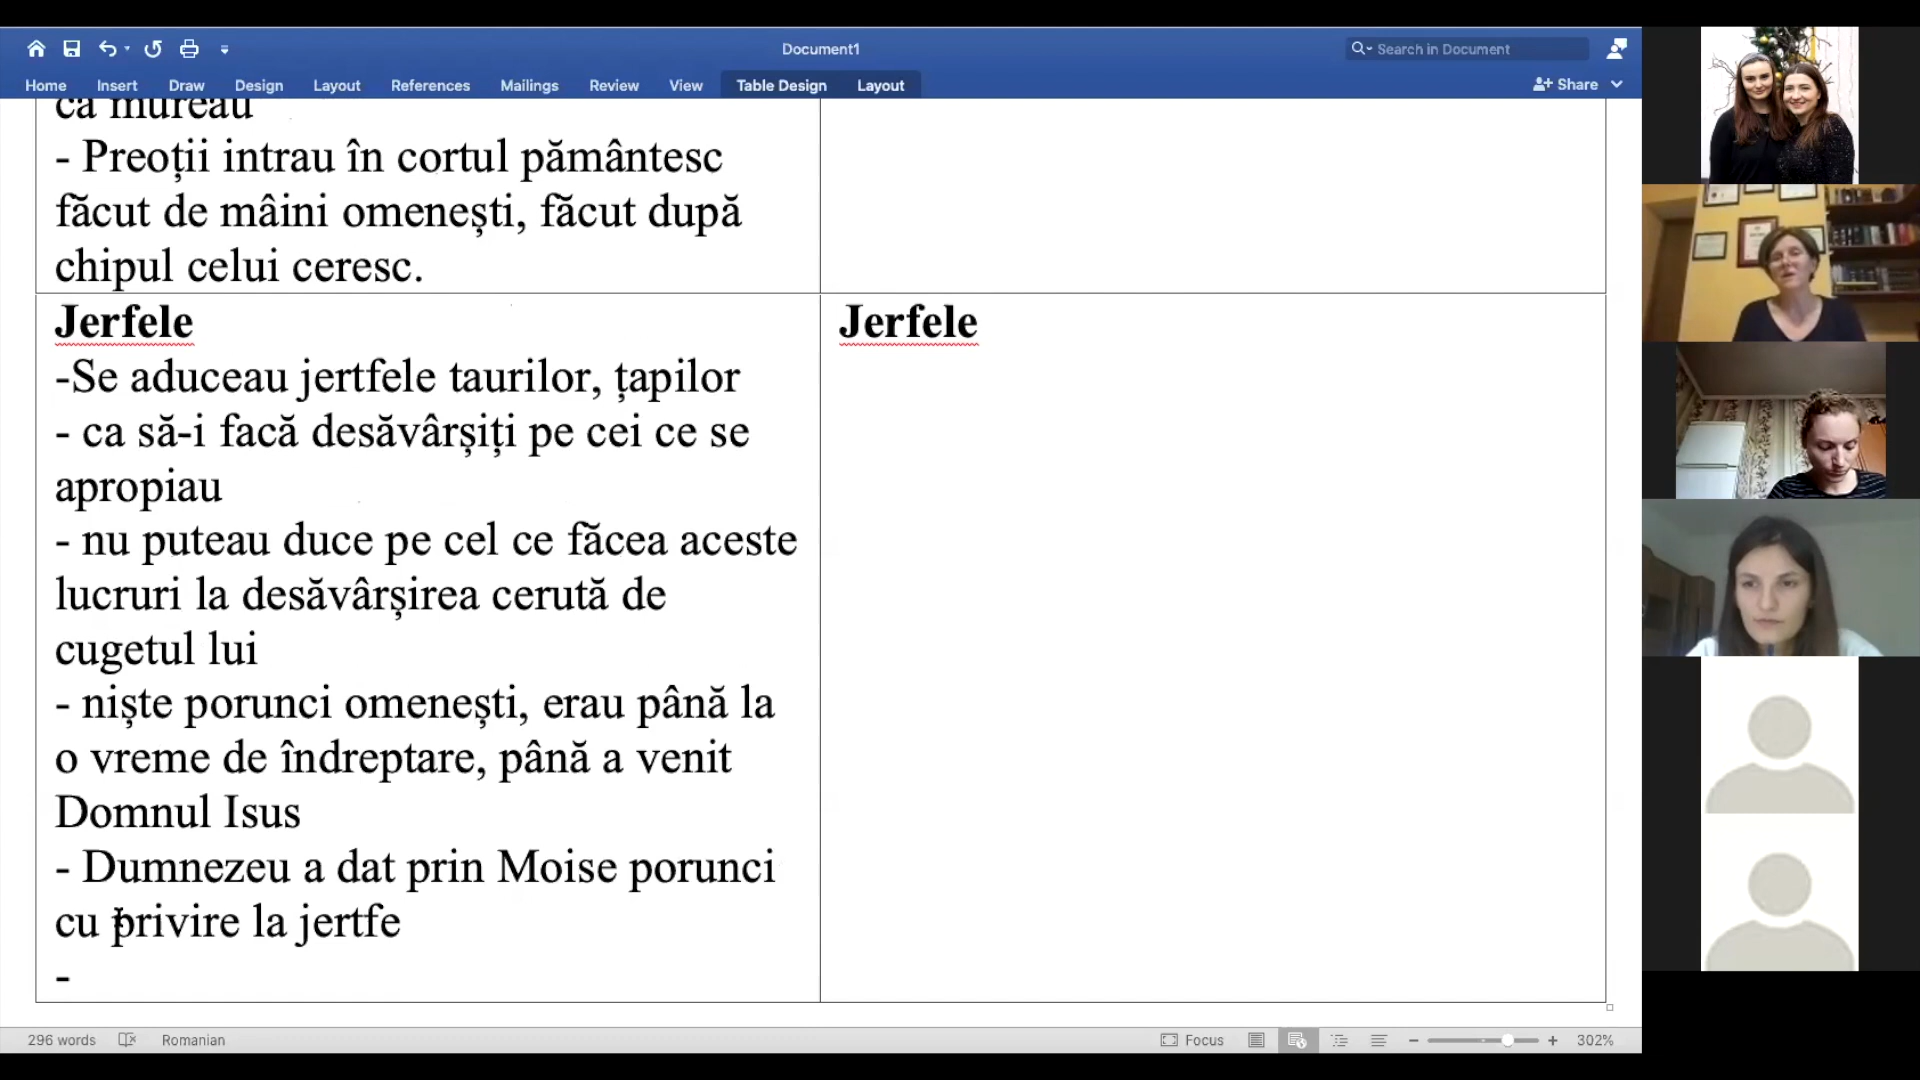 Document1
Search in Document
Home Insert Draw Design Layout References Mailings Review View Table Design Layout Share
ca mureau
- Preoții intrau în cortul pământesc
făcut de mâini omenești, făcut după
chipul celui ceresc.
Jerfele
-Se aduceau jertfele taurilor, țapilor
- ca să-i facă desăvârșiți pe cei ce se
apropiau
- nu puteau duce pe cel ce făcea aceste
lucruri la desăvârșirea cerută de
cugetul lui
- niște porunci omenești, erau până la
o vreme de îndreptare, până a venit
Domnul Isus
- Dumnezeu a dat prin Moise porunci
cu privire la jertfe
-
Jerfele
296 words Romanian Focus 302%